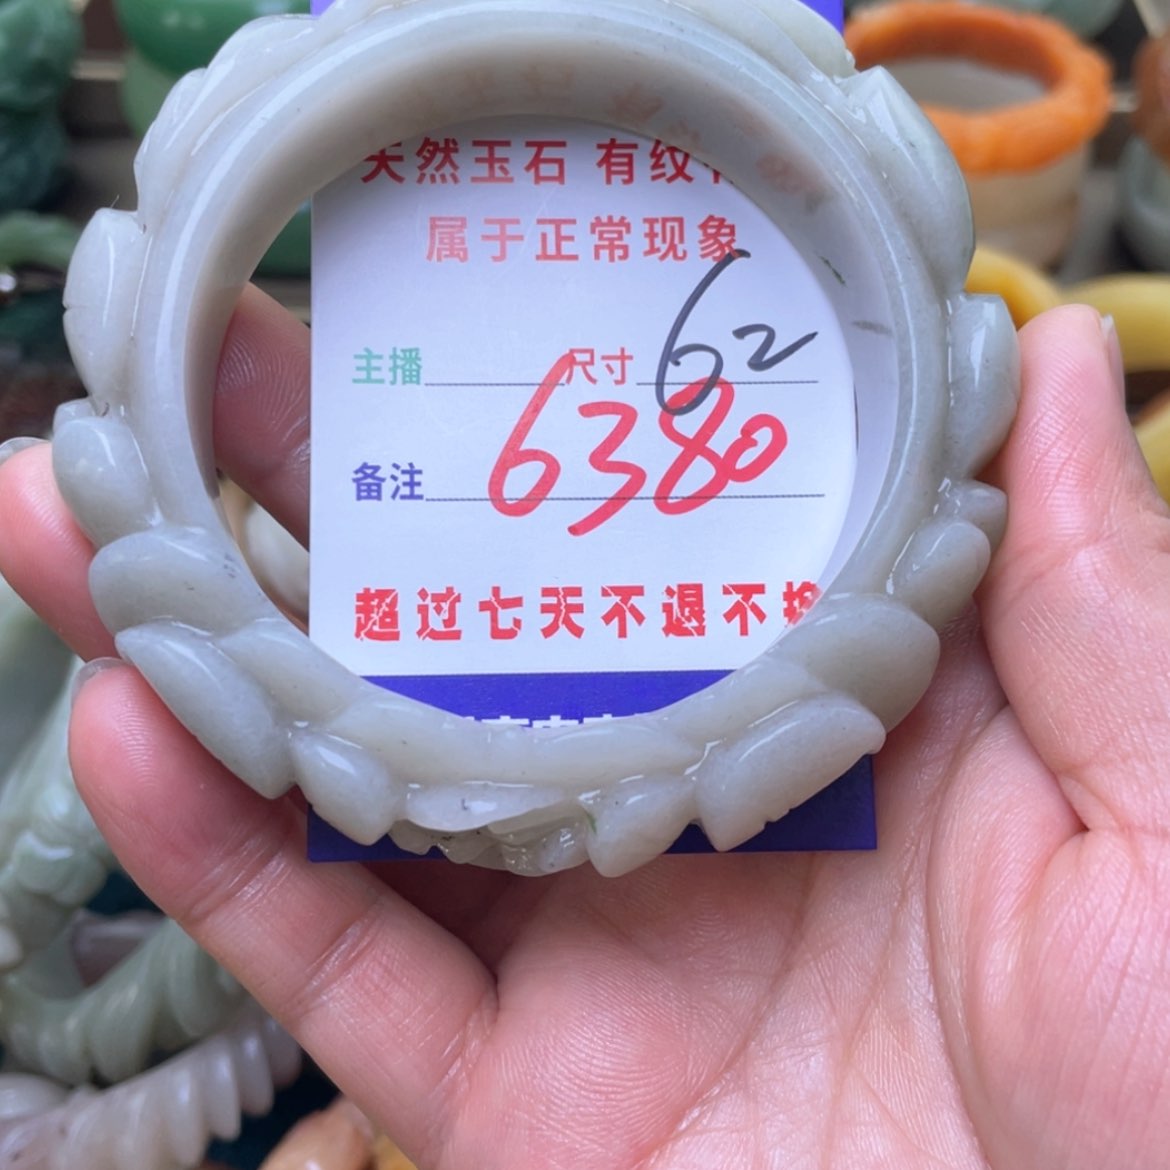 天然玉石 有纹
属于正常现象
主播 尺寸 62
备注 6380
超过七天不退不换